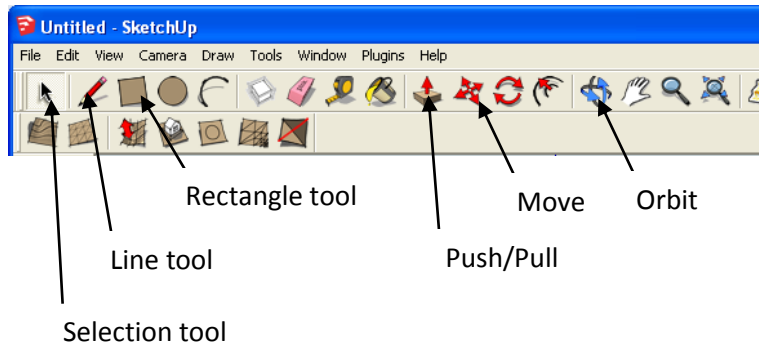 Untitled - SketchUp
File Edit View Camera Draw Tools Window Plugins Help
Rectangle tool
Move
Orbit
Line tool
Push/Pull
Selection tool